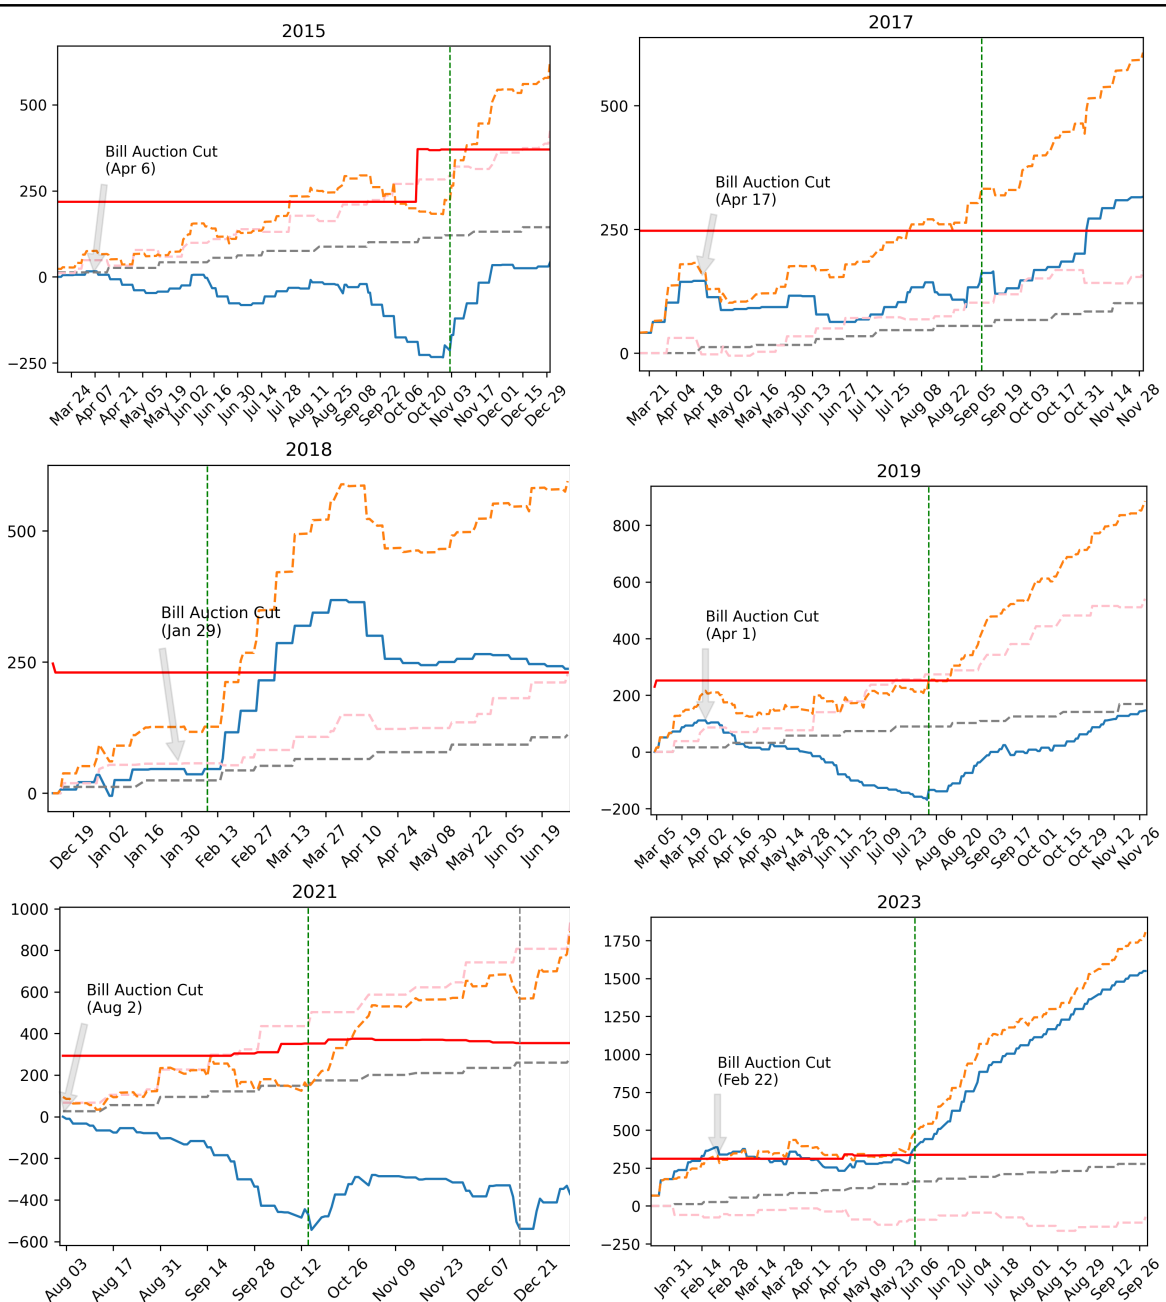 2015
500
250
0
−250
Bill Auction Cut
(Apr 6)
Mar 24
Apr 07
Apr 21
May 05
May 19
Jun 02
Jun 16
Jun 30
Jul 14
Jul 28
Aug 11
Aug 25
Sep 08
Sep 22
Oct 06
Oct 20
Nov 03
Nov 17
Dec 01
Dec 15
Dec 29
2017
500
250
0
Bill Auction Cut
(Apr 17)
Mar 21
Apr 04
Apr 18
May 02
May 16
May 30
Jun 13
Jun 27
Jul 11
Jul 25
Aug 08
Aug 22
Sep 05
Sep 19
Oct 03
Oct 17
Oct 31
Nov 14
Nov 28
2018
500
250
0
Bill Auction Cut
(Jan 29)
Dec 19
Jan 02
Jan 16
Jan 30
Feb 13
Feb 27
Mar 13
Mar 27
Apr 10
Apr 24
May 08
May 22
Jun 05
Jun 19
2019
800
600
400
200
0
−200
Bill Auction Cut
(Apr 1)
Mar 05
Mar 19
Apr 02
Apr 16
Apr 30
May 14
May 28
Jun 11
Jun 25
Jul 09
Jul 23
Aug 06
Aug 20
Sep 03
Sep 17
Oct 01
Oct 15
Oct 29
Nov 12
Nov 26
2021
1000
800
600
400
200
0
−200
−400
−600
Bill Auction Cut
(Aug 2)
Aug 03
Aug 17
Aug 31
Sep 14
Sep 28
Oct 12
Oct 26
Nov 09
Nov 23
Dec 07
Dec 21
2023
1750
1500
1250
1000
750
500
250
0
−250
Bill Auction Cut
(Feb 22)
Jan 31
Feb 14
Feb 28
Mar 14
Mar 28
Apr 11
Apr 25
May 09
May 23
Jun 06
Jun 20
Jul 04
Jul 18
Aug 01
Aug 15
Aug 29
Sep 12
Sep 26